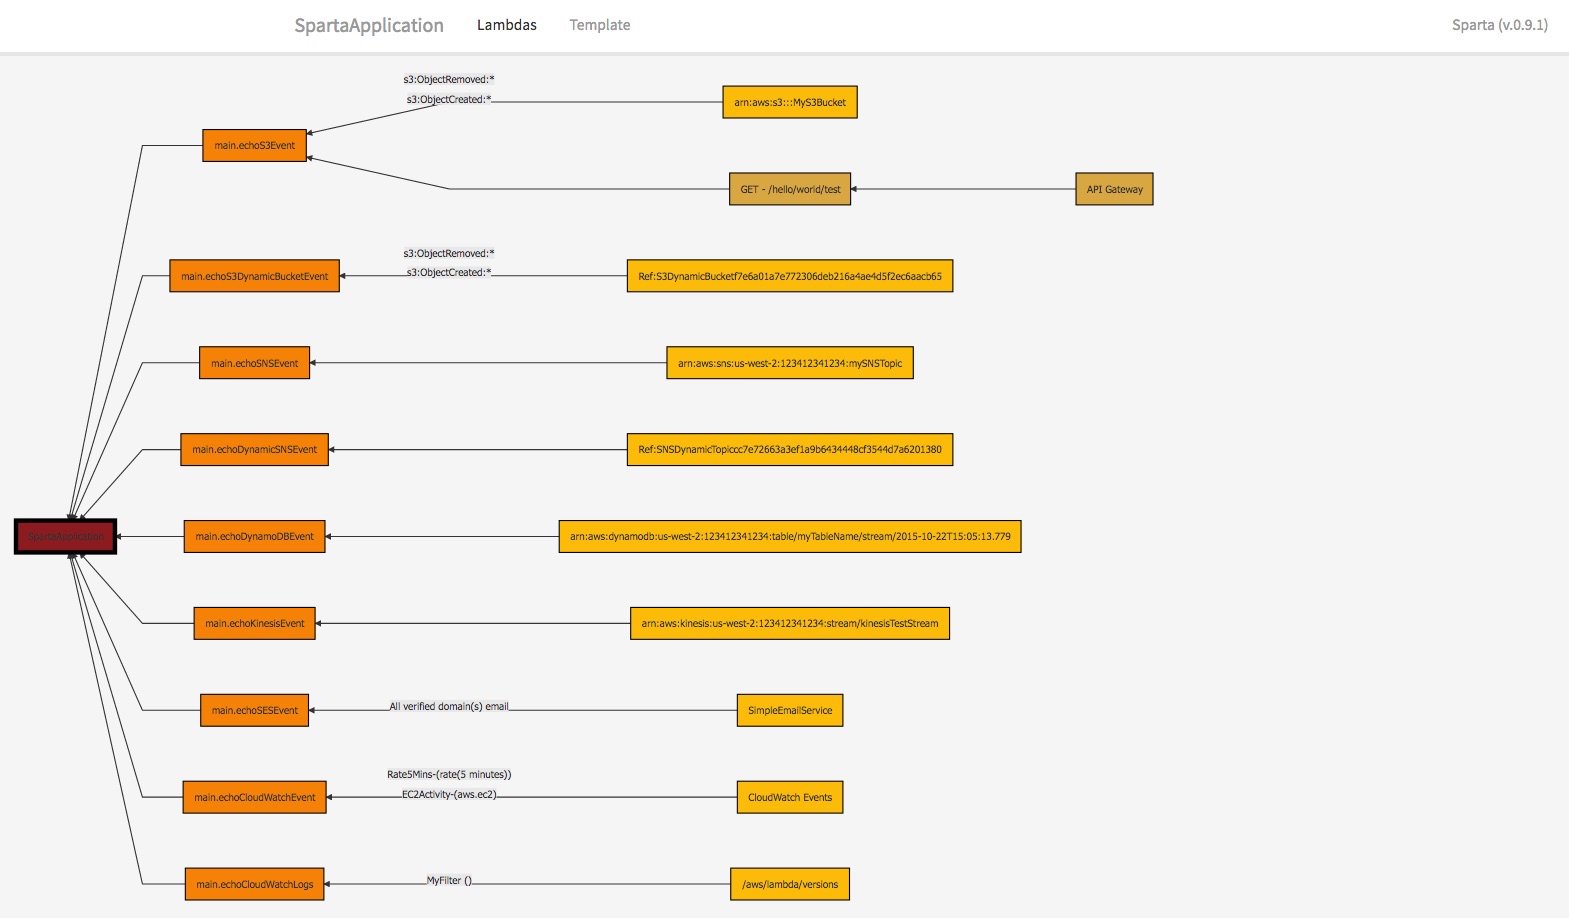 SpartaApplication Lambdas Template Sparta (v.0.9.1)
s3:ObjectRemoved:*
s3:ObjectCreated:*
arn:aws:s3:::MyS3Bucket
main.echoS3Event
GET - /hello/world/test
API Gateway
s3:ObjectRemoved:*
s3:ObjectCreated:*
main.echoS3DynamicBucketEvent
Ref:S3DynamicBucketf7e6a01a7e772306deb216a4ae4d5f2ec6aacb65
main.echoSNSEvent
arn:aws:sns:us-west-2:123412341234:mySNSTopic
main.echoDynamicSNSEvent
Ref:SNSDynamicTopiccc7e72663a3ef1a9b6434448cf3544d7a6201380
SpartaApplication
main.echoDynamoDBEvent
arn:aws:dynamodb:us-west-2:123412341234:table/myTableName/stream/2015-10-22T15:05:13.779
main.echoKinesisEvent
arn:aws:kinesis:us-west-2:123412341234:stream/kinesisTestStream
main.echoSESEvent
All verified domain(s) email
SimpleEmailService
Rate5Mins-(rate(5 minutes))
EC2Activity-(aws.ec2)
main.echoCloudWatchEvent
CloudWatch Events
main.echoCloudWatchLogs
MyFilter ()
/aws/lambda/versions